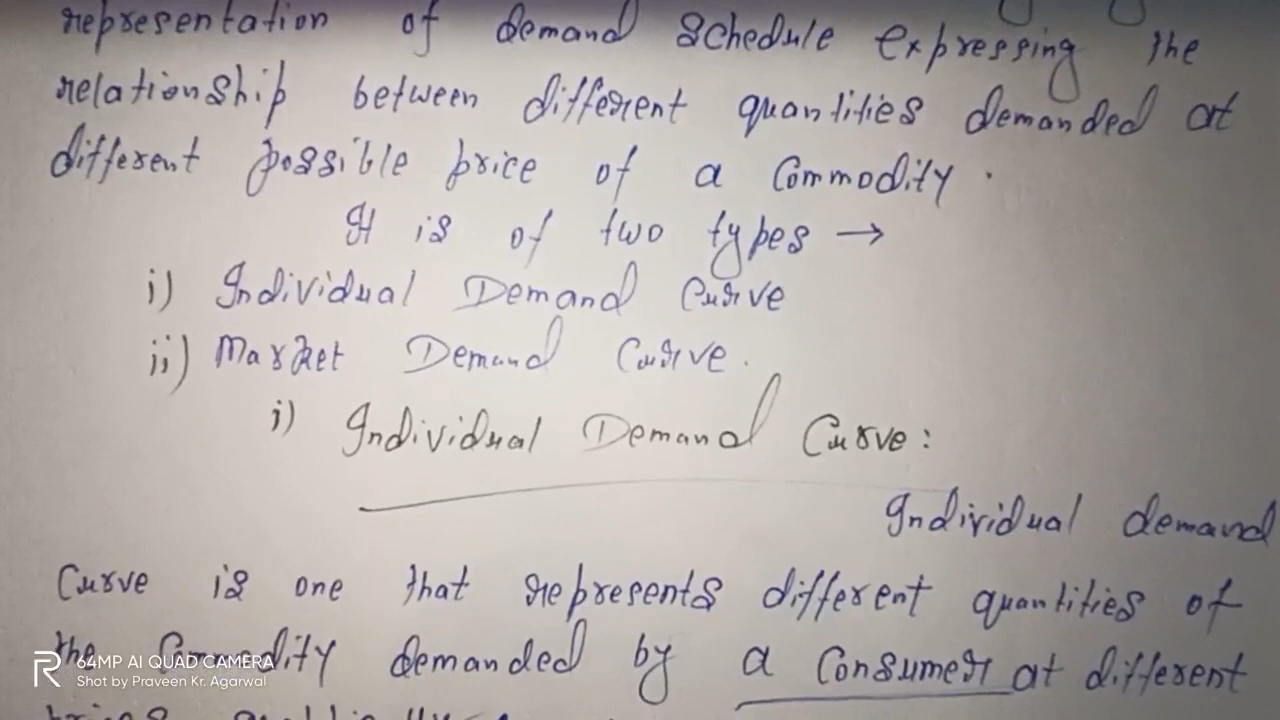 representation of demand schedule expressing the
relationship between different quantities demanded at
different possible price of a commodity .
It is of two types →
i) Individual Demand Curve
ii) Market Demand Curve.
i) Individual Demand Curve:
Individual demand
Curve is one that represents different quantities of
the Commodity demanded by a Consumer at different
64MP AI QUAD CAMERA
Shot by Praveen Kr. Agarwal